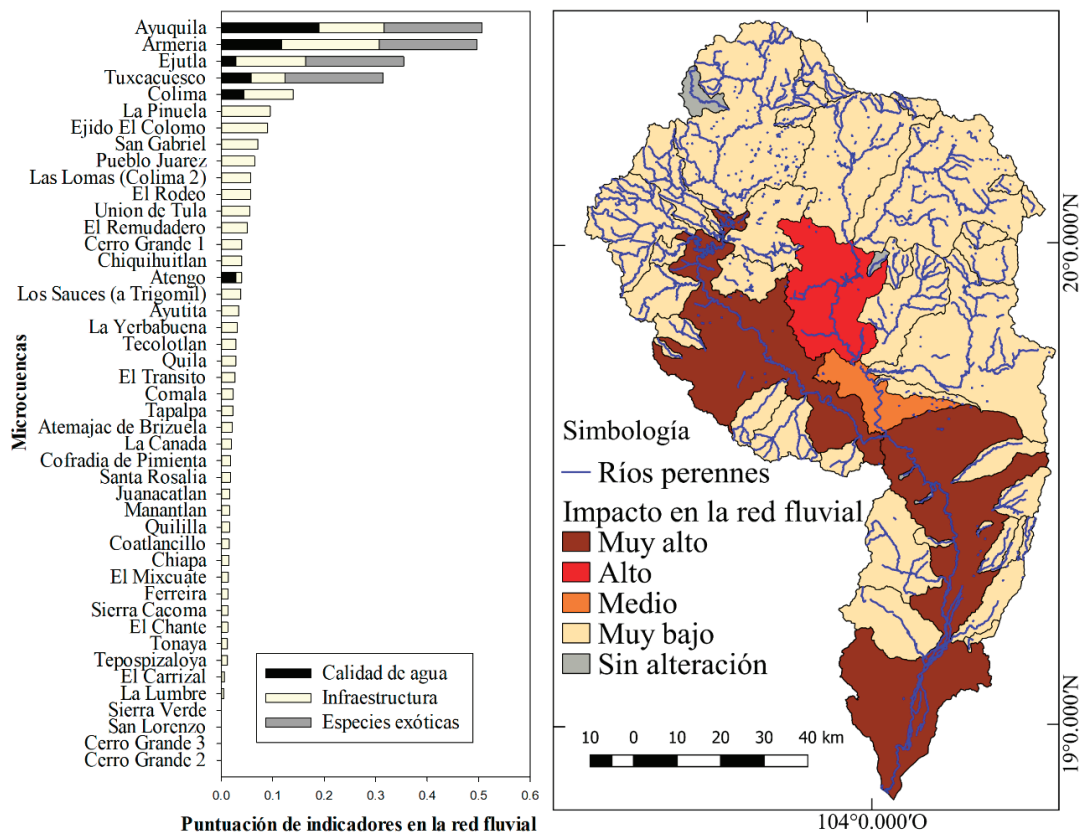 Microcuencas
Ayuquila
Armeria
Ejutla
Tuxcacuesco
Colima
La Pinuela
Ejido El Colomo
San Gabriel
Pueblo Juarez
Las Lomas (Colima 2)
El Rodeo
Union de Tula
El Remudadero
Cerro Grande 1
Chiquihuitlan
Atengo
Los Sauces (a Trigomil)
Ayutita
La Yerbabuena
Tecolotlan
Quila
El Transito
Comala
Tapalpa
Atemajac de Brizuela
La Canada
Cofradia de Pimienta
Santa Rosalia
Juanacatlan
Manantlan
Quililla
Coatlancillo
Chiapa
El Mixcuate
Ferreira
Sierra Cacoma
El Chante
Tonaya
Tepospizaloya
El Carrizal
La Lumbre
Sierra Verde
San Lorenzo
Cerro Grande 3
Cerro Grande 2
0.0 0.1 0.2 0.3 0.4 0.5 0.6
Puntuación de indicadores en la red fluvial
Calidad de agua
Infraestructura
Especies exóticas
Simbología
Ríos perennes
Impacto en la red fluvial
Muy alto
Alto
Medio
Muy bajo
Sin alteración
10 0 10 20 30 40 km
20°0.000'N
19°0.000'N
104°0.000'O